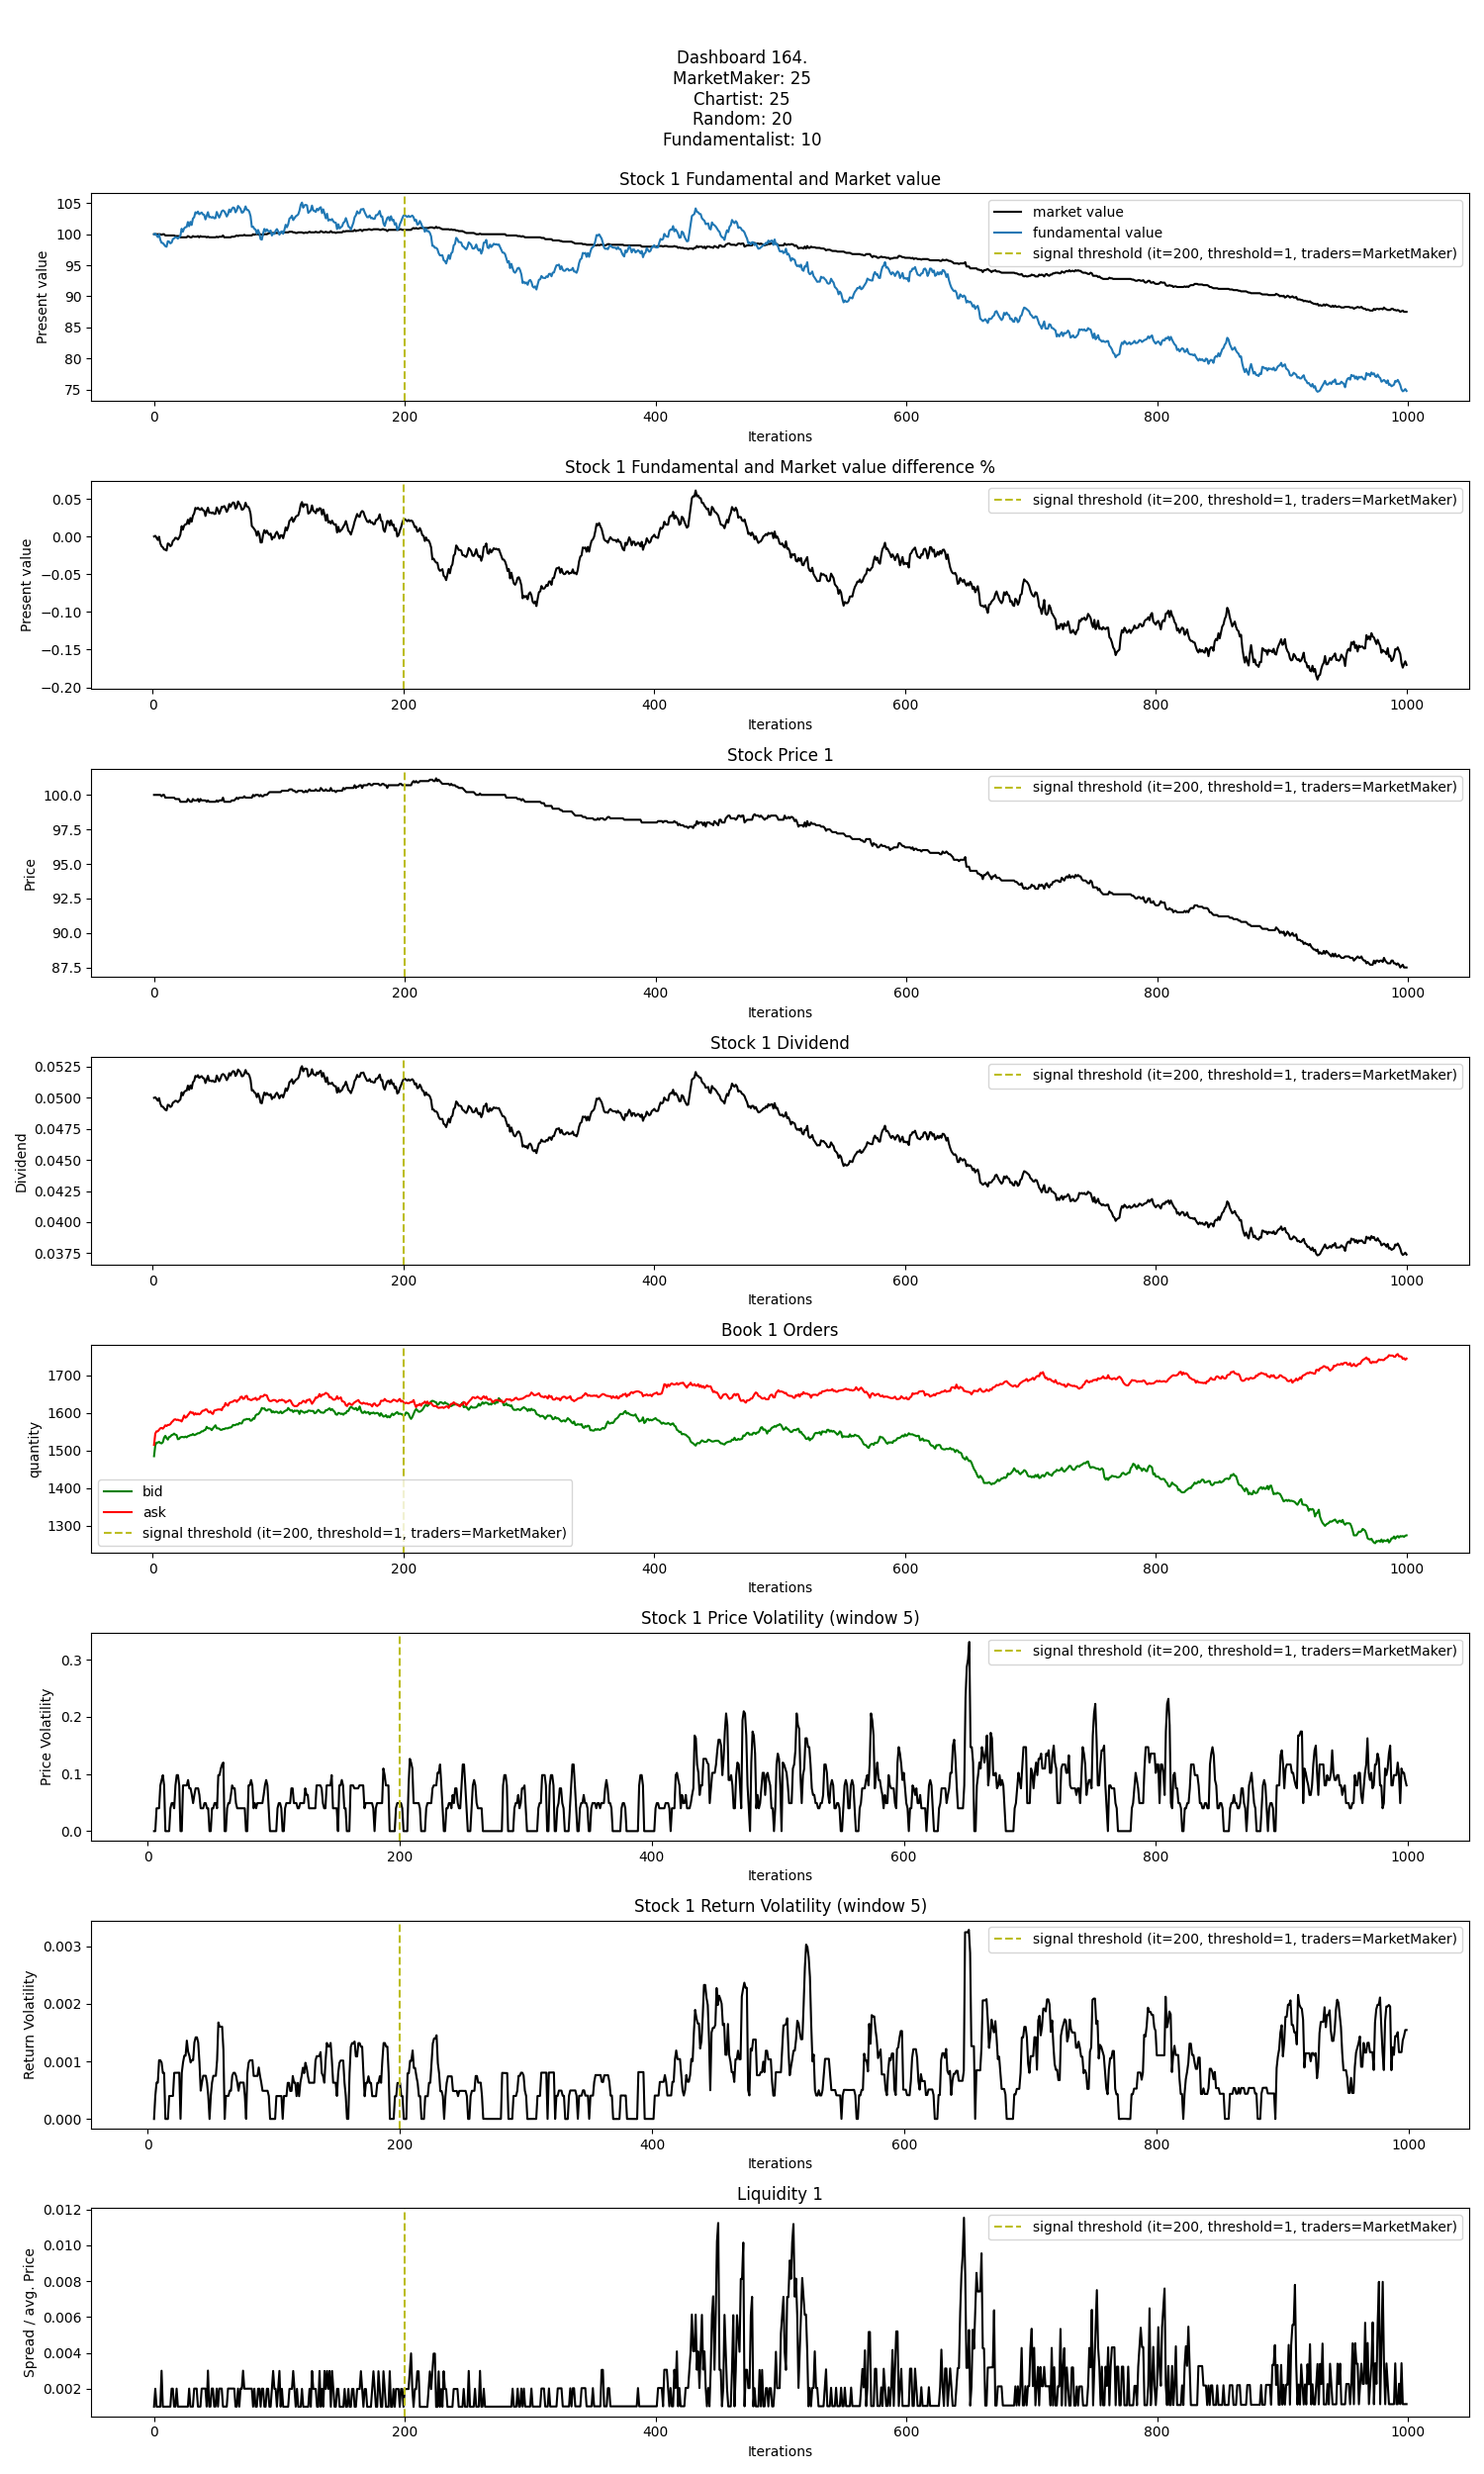 Dashboard 164.
MarketMaker: 25
Chartist: 25
Random: 20
Fundamentalist: 10
Stock 1 Fundamental and Market value
105
100
95
90
85
80
75
Present value
market value
fundamental value
signal threshold (it=200, threshold=1, traders=MarketMaker)
0 200 400 600 800 1000
Iterations
Stock 1 Fundamental and Market value difference %
0.05
0.00
−0.05
−0.10
−0.15
−0.20
Present value
signal threshold (it=200, threshold=1, traders=MarketMaker)
0 200 400 600 800 1000
Iterations
Stock Price 1
100.0
97.5
95.0
92.5
90.0
87.5
Price
signal threshold (it=200, threshold=1, traders=MarketMaker)
0 200 400 600 800 1000
Iterations
Stock 1 Dividend
0.0525
0.0500
0.0475
0.0450
0.0425
0.0400
0.0375
Dividend
signal threshold (it=200, threshold=1, traders=MarketMaker)
0 200 400 600 800 1000
Iterations
Book 1 Orders
1700
1600
1500
1400
1300
quantity
bid
ask
signal threshold (it=200, threshold=1, traders=MarketMaker)
0 200 400 600 800 1000
Iterations
Stock 1 Price Volatility (window 5)
0.3
0.2
0.1
0.0
Price Volatility
signal threshold (it=200, threshold=1, traders=MarketMaker)
0 200 400 600 800 1000
Iterations
Stock 1 Return Volatility (window 5)
0.003
0.002
0.001
0.000
Return Volatility
signal threshold (it=200, threshold=1, traders=MarketMaker)
0 200 400 600 800 1000
Iterations
Liquidity 1
0.012
0.010
0.008
0.006
0.004
0.002
Spread / avg. Price
signal threshold (it=200, threshold=1, traders=MarketMaker)
0 200 400 600 800 1000
Iterations